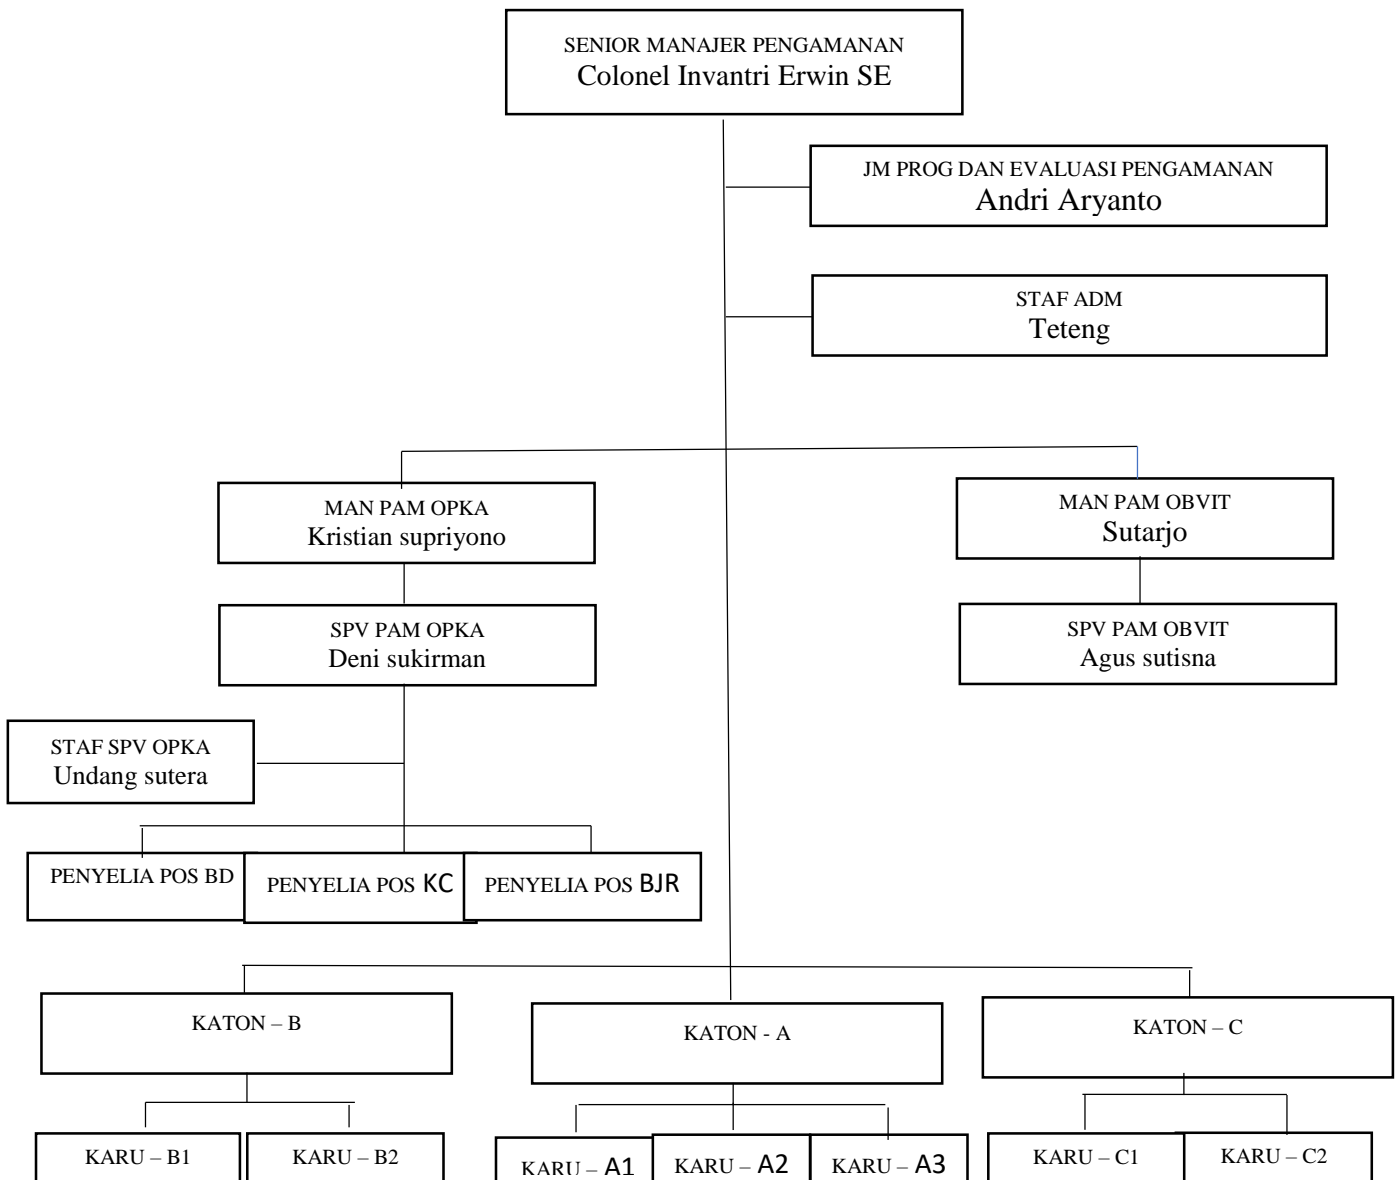 SENIOR MANAJER PENGAMANAN
Colonel Invantri Erwin SE
JM PROG DAN EVALUASI PENGAMANAN
Andri Aryanto
STAF ADM
Teteng
MAN PAM OPKA
Kristian supriyono
MAN PAM OBVIT
Sutarjo
SPV PAM OPKA
Deni sukirman
SPV PAM OBVIT
Agus sutisna
STAF SPV OPKA
Undang sutera
PENYELIA POS BD
PENYELIA POS KC
PENYELIA POS BJR
KATON – B
KATON - A
KATON – C
KARU – B1
KARU – B2
KARU – A1
KARU – A2
KARU – A3
KARU – C1
KARU – C2